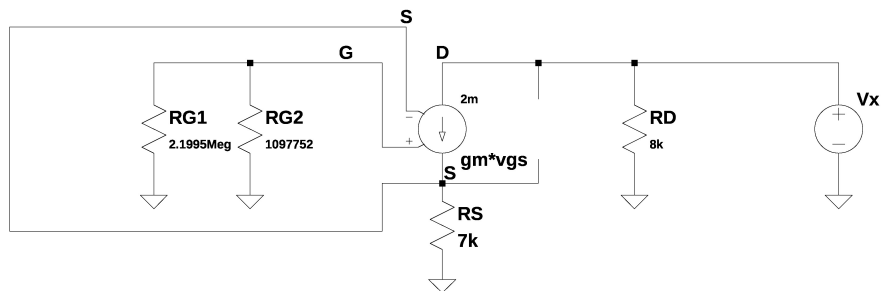 S
G
D
2m
Vx
RG1
RG2
RD
2.1995Meg
1097752
8k
−
+
+
−
gm*vgs
S
RS
7k